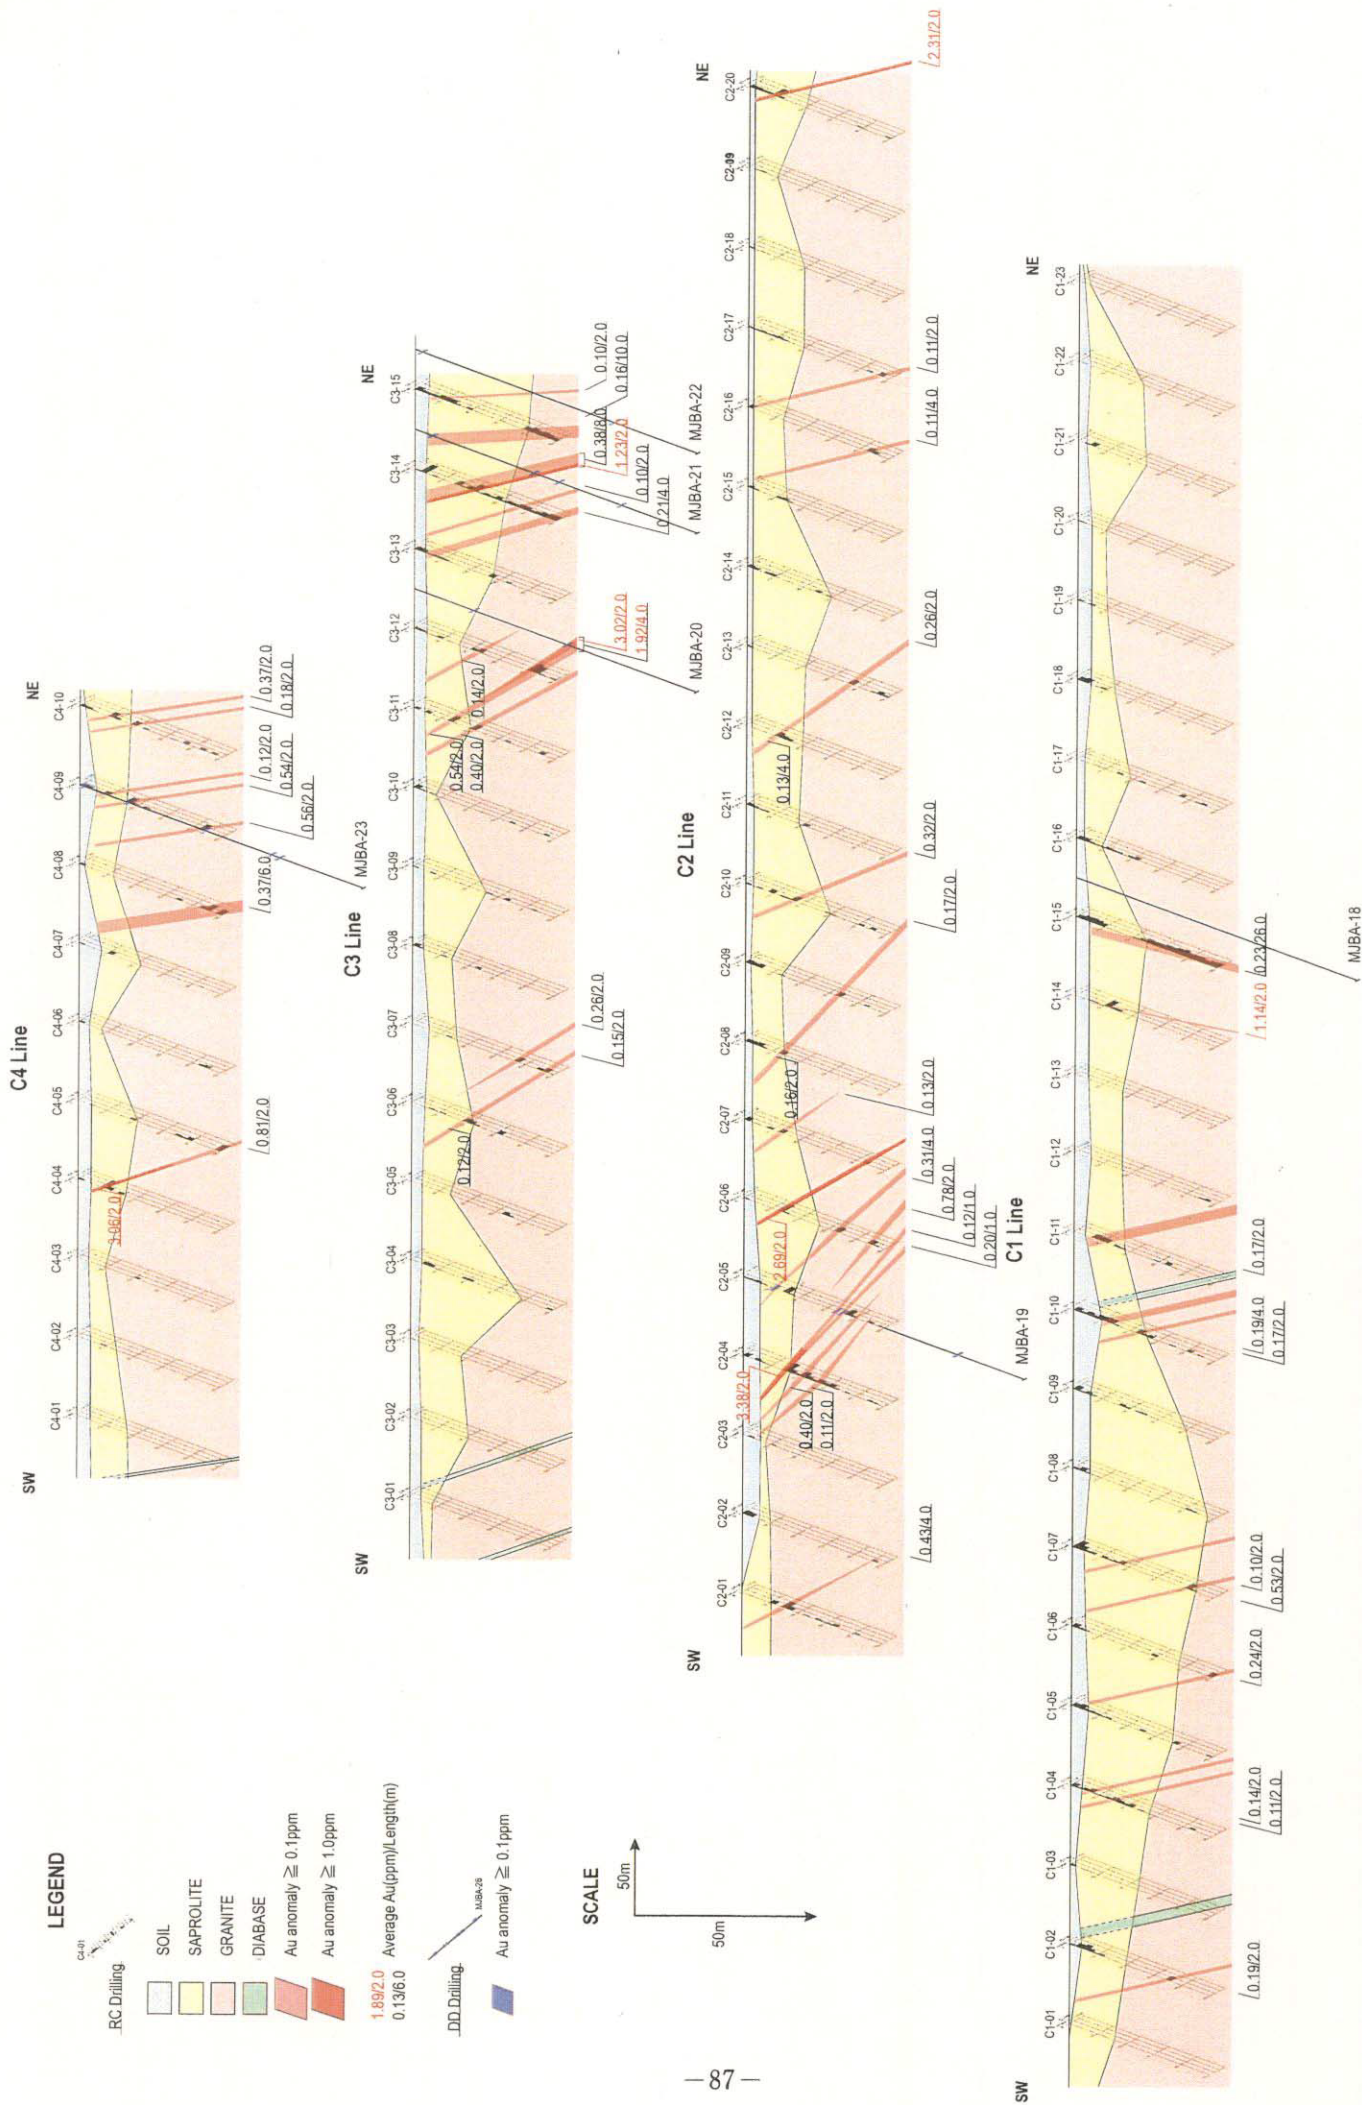 C4 Line
SW
NE
C4-01
C4-02
C4-03
C4-04
C4-05
C4-06
C4-07
C4-08
C4-09
C4-10
3.06/2.0
0.81/2.0
0.37/6.0
0.56/2.0
0.54/2.0
0.12/2.0
0.18/2.0
0.37/2.0
MJBA-23
C3 Line
SW
NE
C3-01
C3-02
C3-03
C3-04
C3-05
C3-06
C3-07
C3-08
C3-09
C3-10
C3-11
C3-12
C3-13
C3-14
C3-15
0.12/2.0
0.15/2.0
0.26/2.0
0.54/2.0
0.40/2.0
0.14/2.0
1.92/4.0
3.02/2.0
0.21/4.0
0.10/2.0
1.23/2.0
0.38/8.0
0.16/10.0
0.10/2.0
MJBA-20
MJBA-21
MJBA-22
C2 Line
SW
NE
C2-01
C2-02
C2-03
C2-04
C2-05
C2-06
C2-07
C2-08
C2-09
C2-10
C2-11
C2-12
C2-13
C2-14
C2-15
C2-16
C2-17
C2-18
C2-09
C2-20
0.43/4.0
3.38/2.0
0.40/2.0
0.11/2.0
2.69/2.0
0.20/1.0
0.12/1.0
0.78/2.0
0.31/4.0
0.13/2.0
0.16/2.0
0.17/2.0
0.32/2.0
0.13/4.0
0.26/2.0
0.11/4.0
0.11/2.0
2.31/2.0
MJBA-19
C1 Line
SW
NE
C1-01
C1-02
C1-03
C1-04
C1-05
C1-06
C1-07
C1-08
C1-09
C1-10
C1-11
C1-12
C1-13
C1-14
C1-15
C1-16
C1-17
C1-18
C1-19
C1-20
C1-21
C1-22
C1-23
0.19/2.0
0.11/2.0
0.14/2.0
0.24/2.0
0.53/2.0
0.10/2.0
0.17/2.0
0.19/4.0
0.17/2.0
1.14/2.0
0.23/26.0
MJBA-18
LEGEND
RC Drilling
C4-01
SOIL
SAPROLITE
GRANITE
DIABASE
Au anomaly ≧ 0.1ppm
Au anomaly ≧ 1.0ppm
1.89/2.0
0.13/6.0
Average Au(ppm)/Length(m)
DD Drilling
MJBA-26
Au anomaly ≧ 0.1ppm
SCALE
50m
50m
—87—